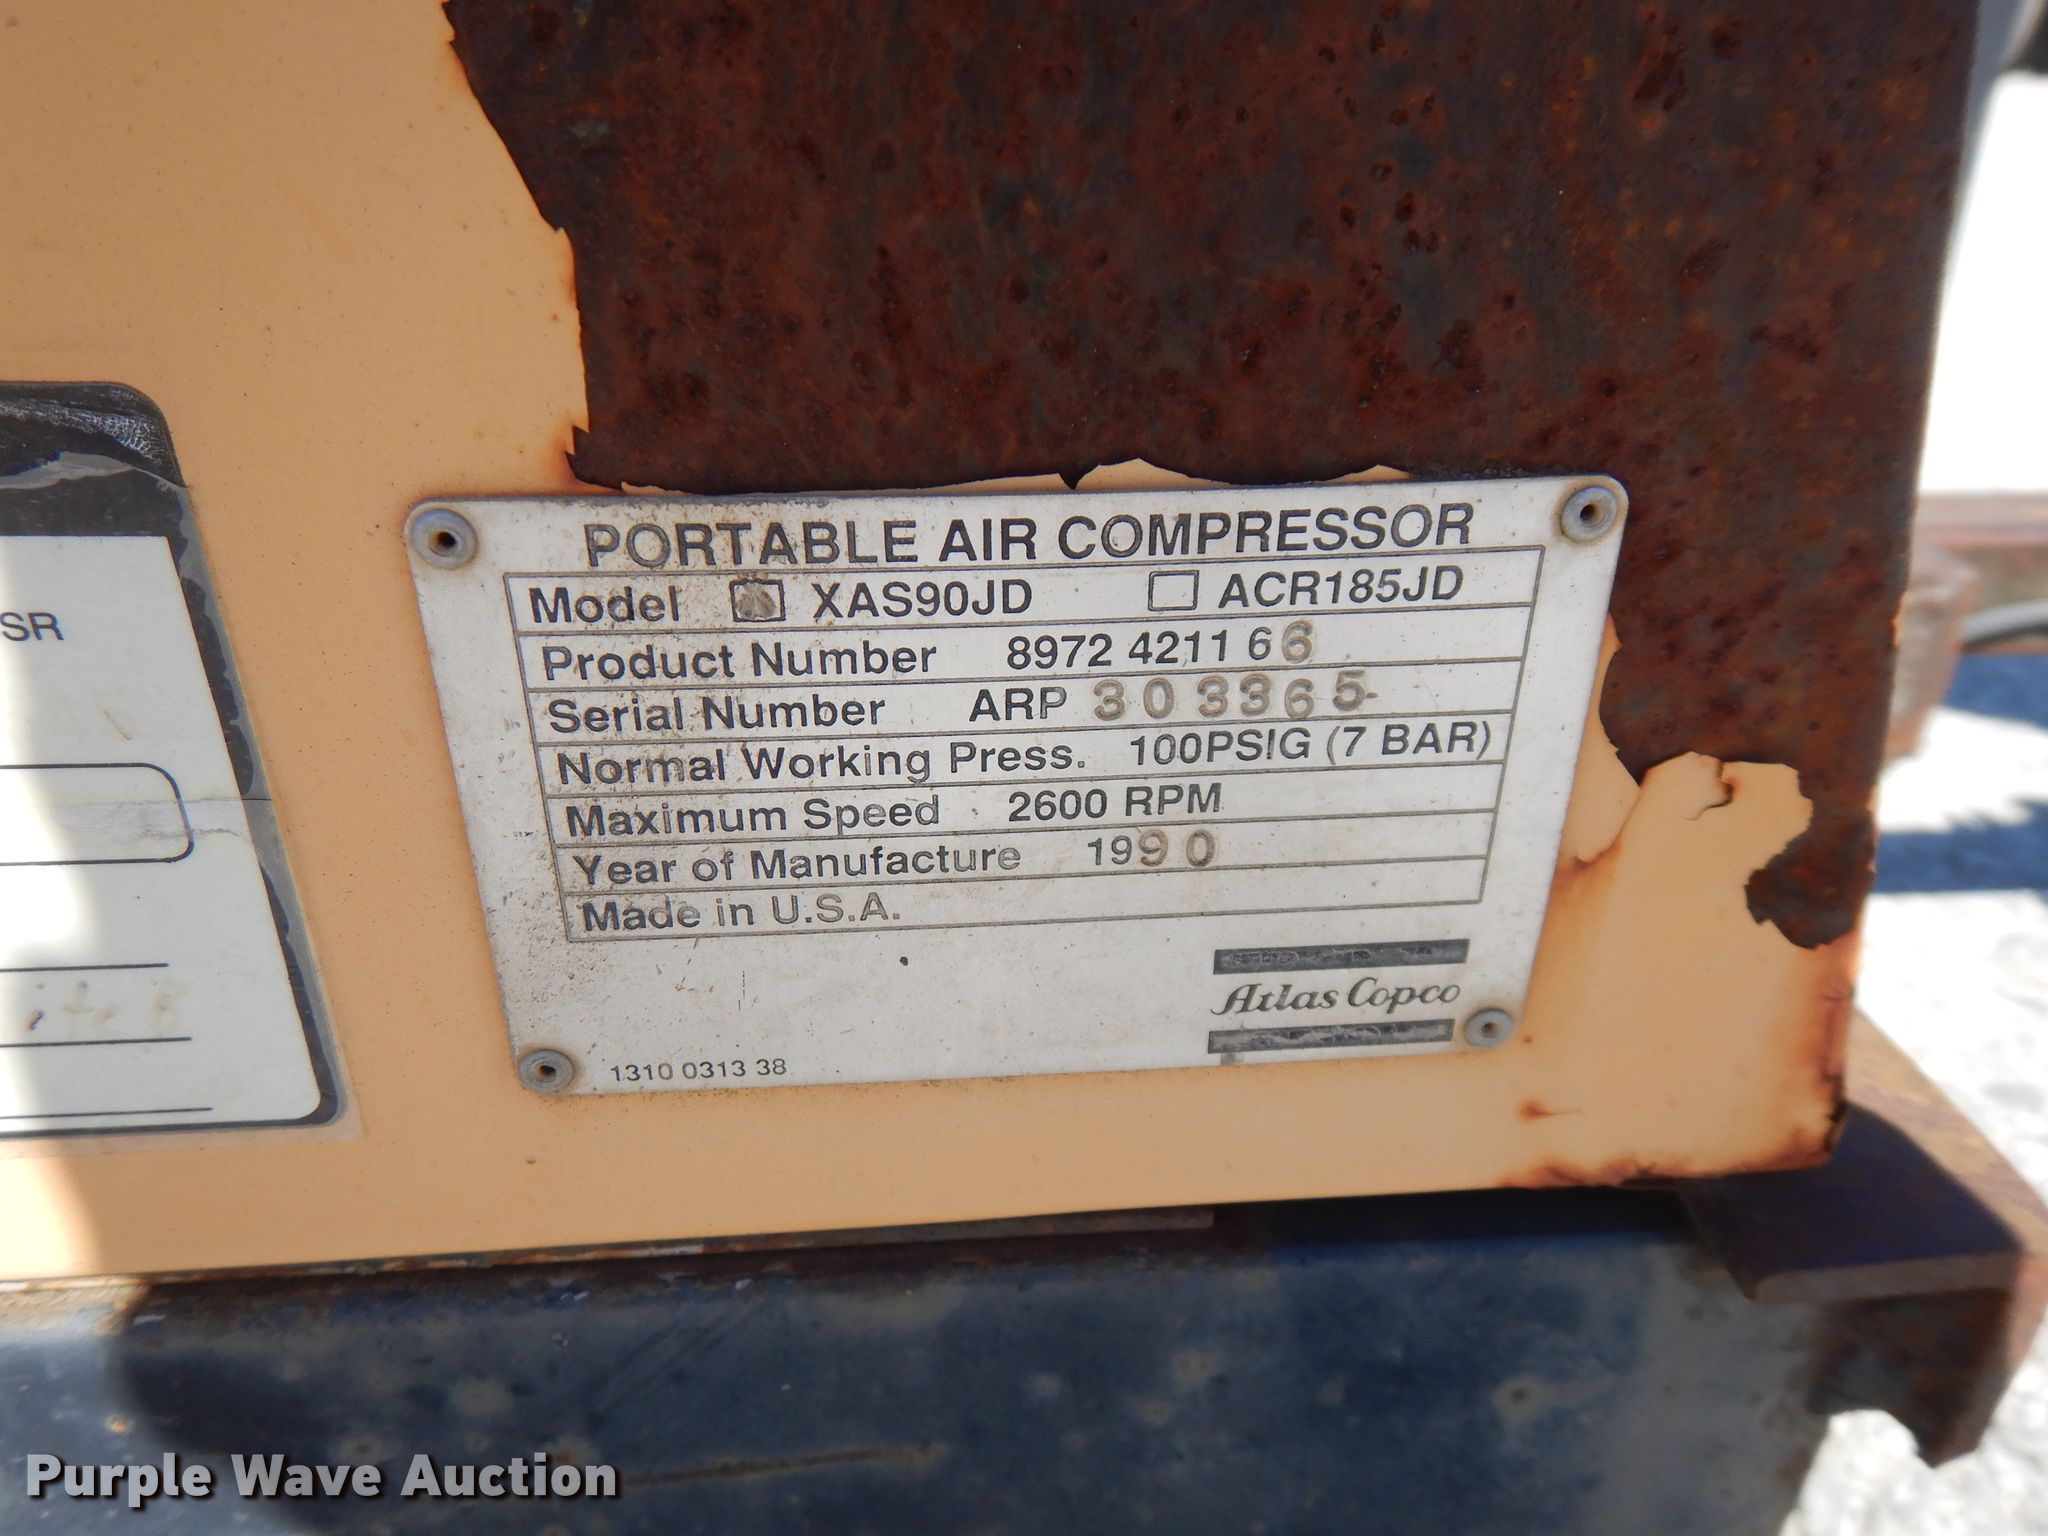 PORTABLE AIR COMPRESSOR
Model XAS90JD ACR185JD
Product Number 8972 4211 66
Serial Number ARP 303365
Normal Working Press. 100PSIG (7 BAR)
Maximum Speed 2600 RPM
Year of Manufacture 1990
Made in U.S.A.
Atlas Copco
1310 0313 38
SR
Purple Wave Auction